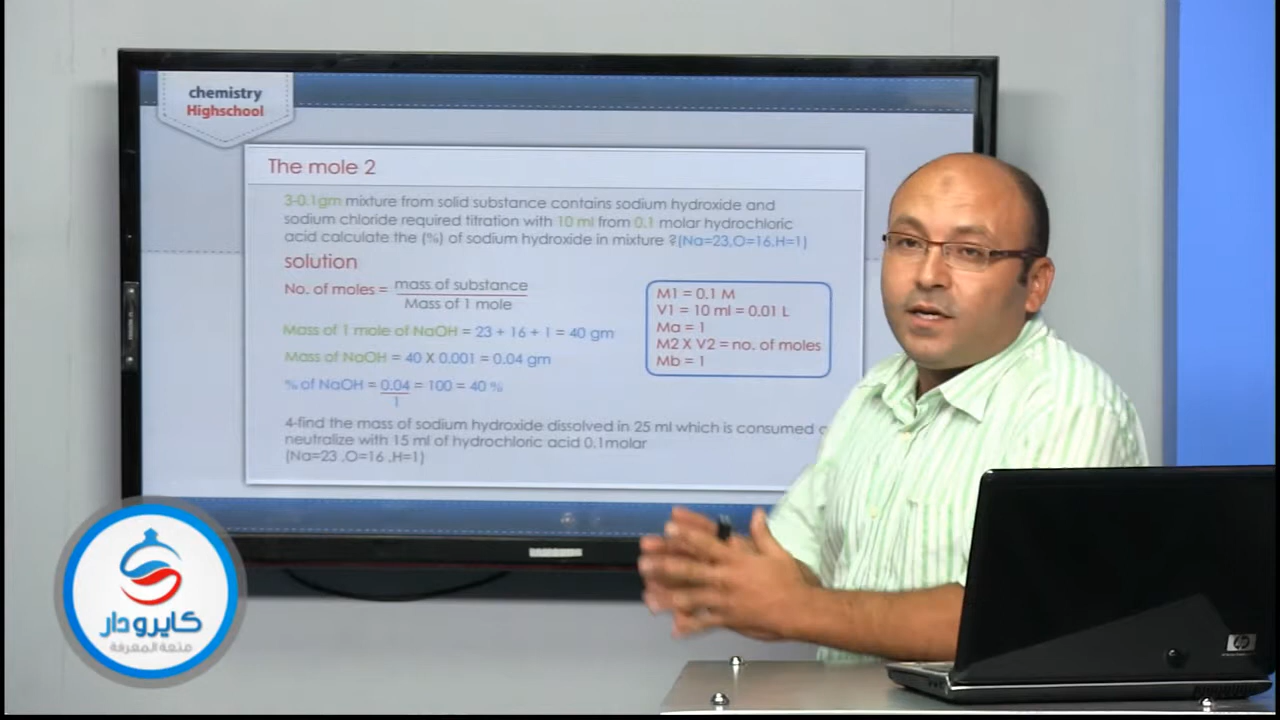 chemistry
Highschool
The mole 2
3-0.1gm mixture from solid substance contains sodium hydroxide and
sodium chloride required titration with 10 ml from 0.1 molar hydrochloric
acid calculate the (%) of sodium hydroxide in mixture ?(Na=23,O=16,H=1)
solution
No. of moles = mass of substance
Mass of 1 mole
Mass of 1 mole of NaOH = 23 + 16 + 1 = 40 gm
Mass of NaOH = 40 X 0.001 = 0.04 gm
% of NaOH = 0.04 = 100 = 40 %
1
M1 = 0.1 M
V1 = 10 ml = 0.01 L
Ma = 1
M2 X V2 = no. of moles
Mb = 1
4-find the mass of sodium hydroxide dissolved in 25 ml which is consumed
neutralize with 15 ml of hydrochloric acid 0.1molar
(Na=23 ,O=16 ,H=1)
SAMSUNG
كايرو دار
متعة المعرفة
hp